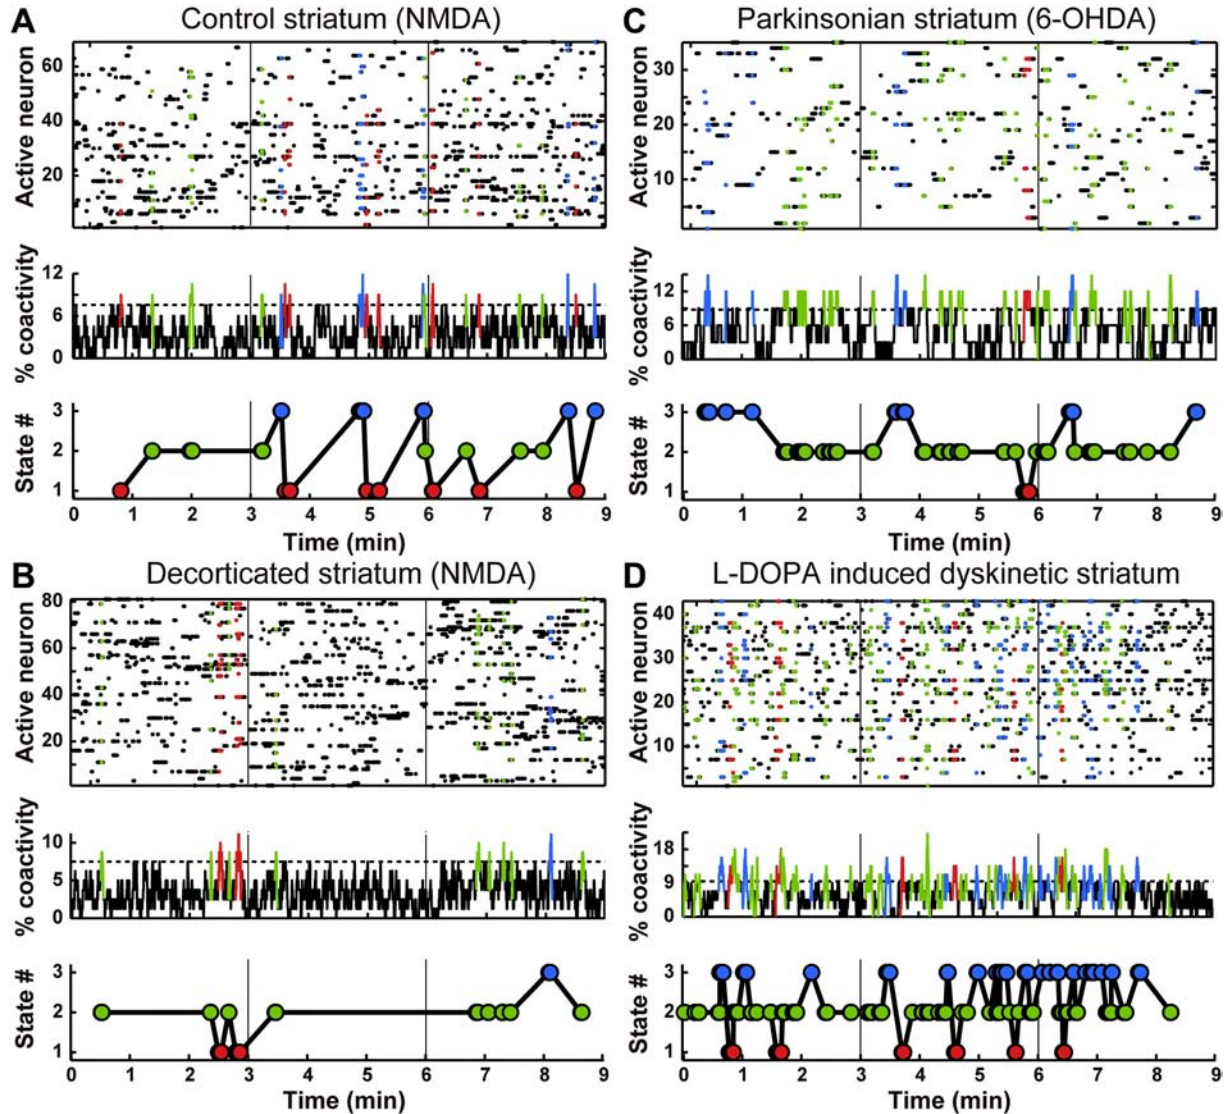 A Control striatum (NMDA)
Active neuron
60
40
20
% coactivity
12
6
0
State #
3
2
1
0 1 2 3 4 5 6 7 8 9
Time (min)
C Parkinsonian striatum (6-OHDA)
Active neuron
30
20
10
% coactivity
12
6
0
State #
3
2
1
0 1 2 3 4 5 6 7 8 9
Time (min)
B Decorticated striatum (NMDA)
Active neuron
80
60
40
20
% coactivity
10
5
0
State #
3
2
1
0 1 2 3 4 5 6 7 8 9
Time (min)
D L-DOPA induced dyskinetic striatum
Active neuron
40
30
20
10
% coactivity
18
9
0
State #
3
2
1
0 1 2 3 4 5 6 7 8 9
Time (min)